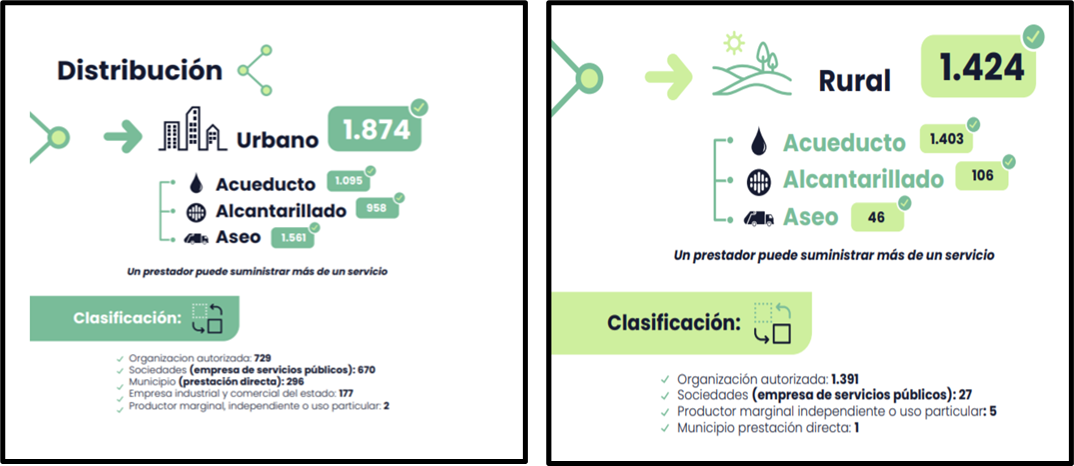 Distribución
Urbano 1.874
Acueducto 1.095
Alcantarillado 958
Aseo 1.561
Un prestador puede suministrar más de un servicio
Clasificación:
Organizacion autorizada: 729
Sociedades (empresa de servicios públicos): 670
Municipio (prestación directa): 296
Empresa industrial y comercial del estado: 177
Productor marginal, independiente o uso particular: 2
Rural 1.424
Acueducto 1.403
Alcantarillado 106
Aseo 46
Un prestador puede suministrar más de un servicio
Clasificación:
Organización autorizada: 1.391
Sociedades (empresa de servicios públicos): 27
Productor marginal independiente o uso particular: 5
Municipio prestación directa: 1